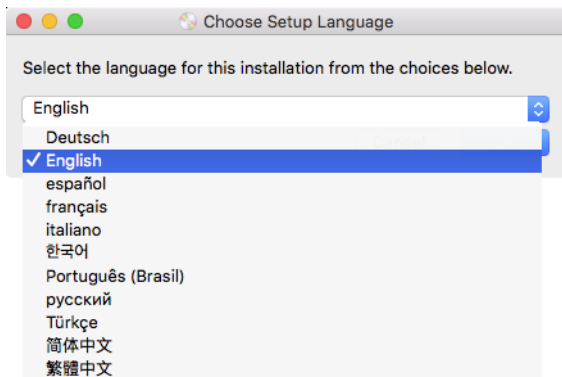 Choose Setup Language
Select the language for this installation from the choices below.
English
Deutsch
English
español
français
italiano
한국어
Português (Brasil)
русский
Türkçe
简体中文
繁體中文